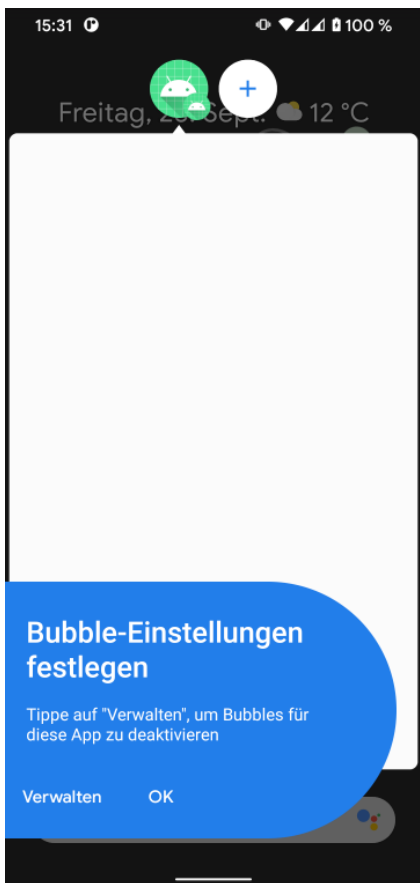 15:31 100 %
Freitag, Sept. 12 °C
Bubble-Einstellungen
festlegen
Tippe auf "Verwalten", um Bubbles für
diese App zu deaktivieren
Verwalten OK